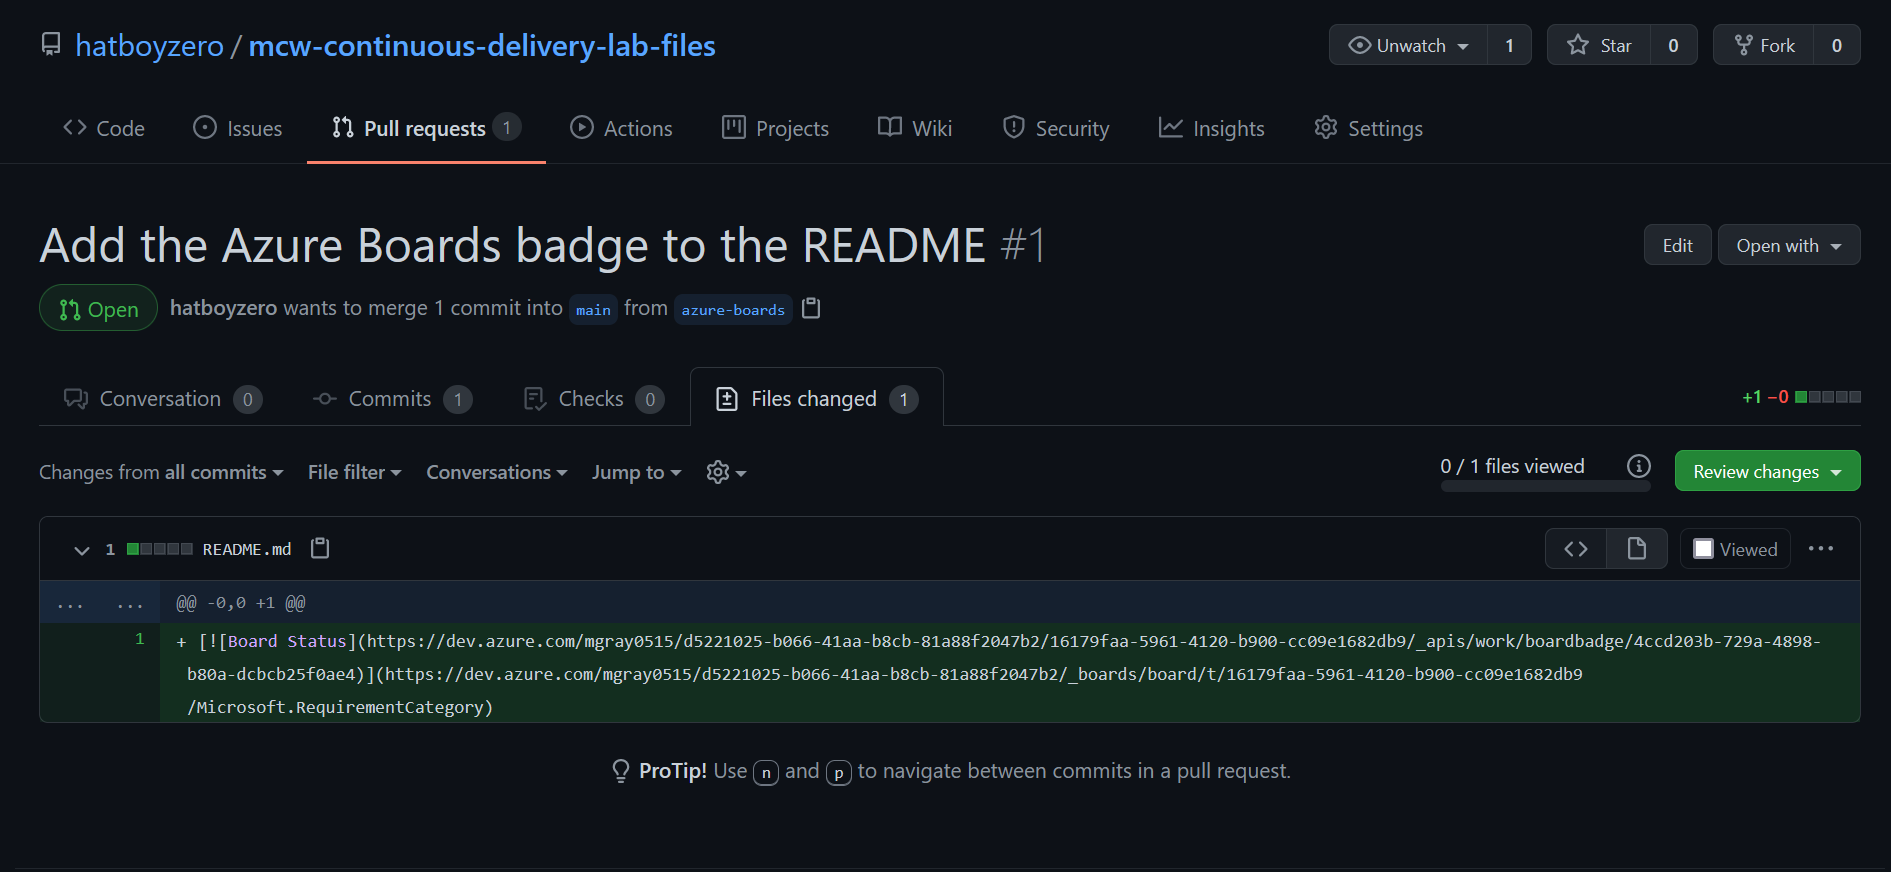 hatboyzero / mcw-continuous-delivery-lab-files
Unwatch 1 Star 0 Fork 0
Code Issues Pull requests 1 Actions Projects Wiki Security Insights Settings
Add the Azure Boards badge to the README #1
Edit Open with
Open hatboyzero wants to merge 1 commit into main from azure-boards
Conversation 0 Commits 1 Checks 0 Files changed 1
+1 −0
Changes from all commits File filter Conversations Jump to
0 / 1 files viewed
Review changes
1 README.md
Viewed ...
... ... @@ -0,0 +1 @@
1 + [![Board Status](https://dev.azure.com/mgray0515/d5221025-b066-41aa-b8cb-81a88f2047b2/16179faa-5961-4120-b900-cc09e1682db9/_apis/work/boardbadge/4ccd203b-729a-4898-
b80a-dcbcb25f0ae4)](https://dev.azure.com/mgray0515/d5221025-b066-41aa-b8cb-81a88f2047b2/_boards/board/t/16179faa-5961-4120-b900-cc09e1682db9
/Microsoft.RequirementCategory)
ProTip! Use n and p to navigate between commits in a pull request.